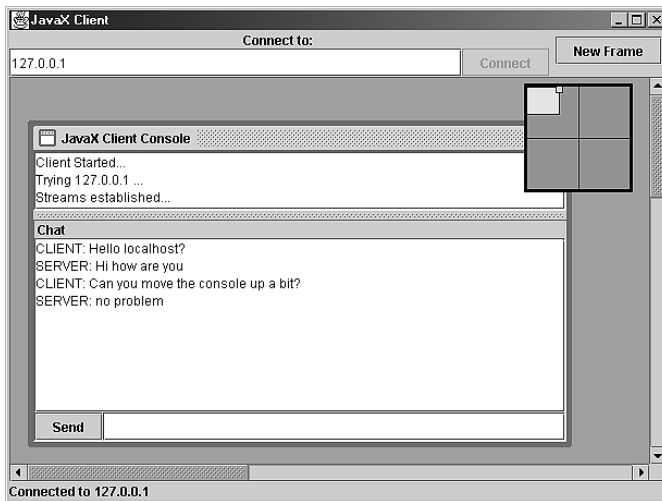 JavaX Client
Connect to:
127.0.0.1
Connect
New Frame
JavaX Client Console
Client Started...
Trying 127.0.0.1 ...
Streams established...
Chat
CLIENT: Hello localhost?
SERVER: Hi how are you
CLIENT: Can you move the console up a bit?
SERVER: no problem
Send
Connected to 127.0.0.1